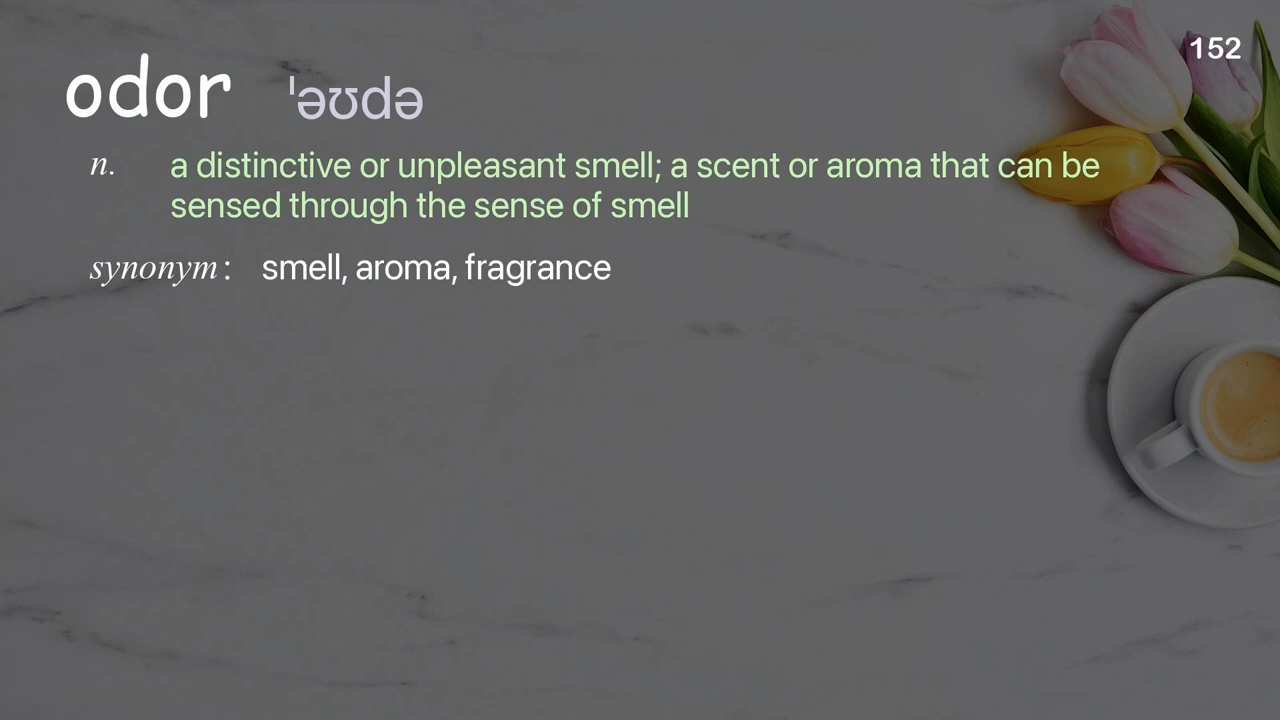 152
odor ˈəʊdə
n. a distinctive or unpleasant smell; a scent or aroma that can be
sensed through the sense of smell
synonym: smell, aroma, fragrance